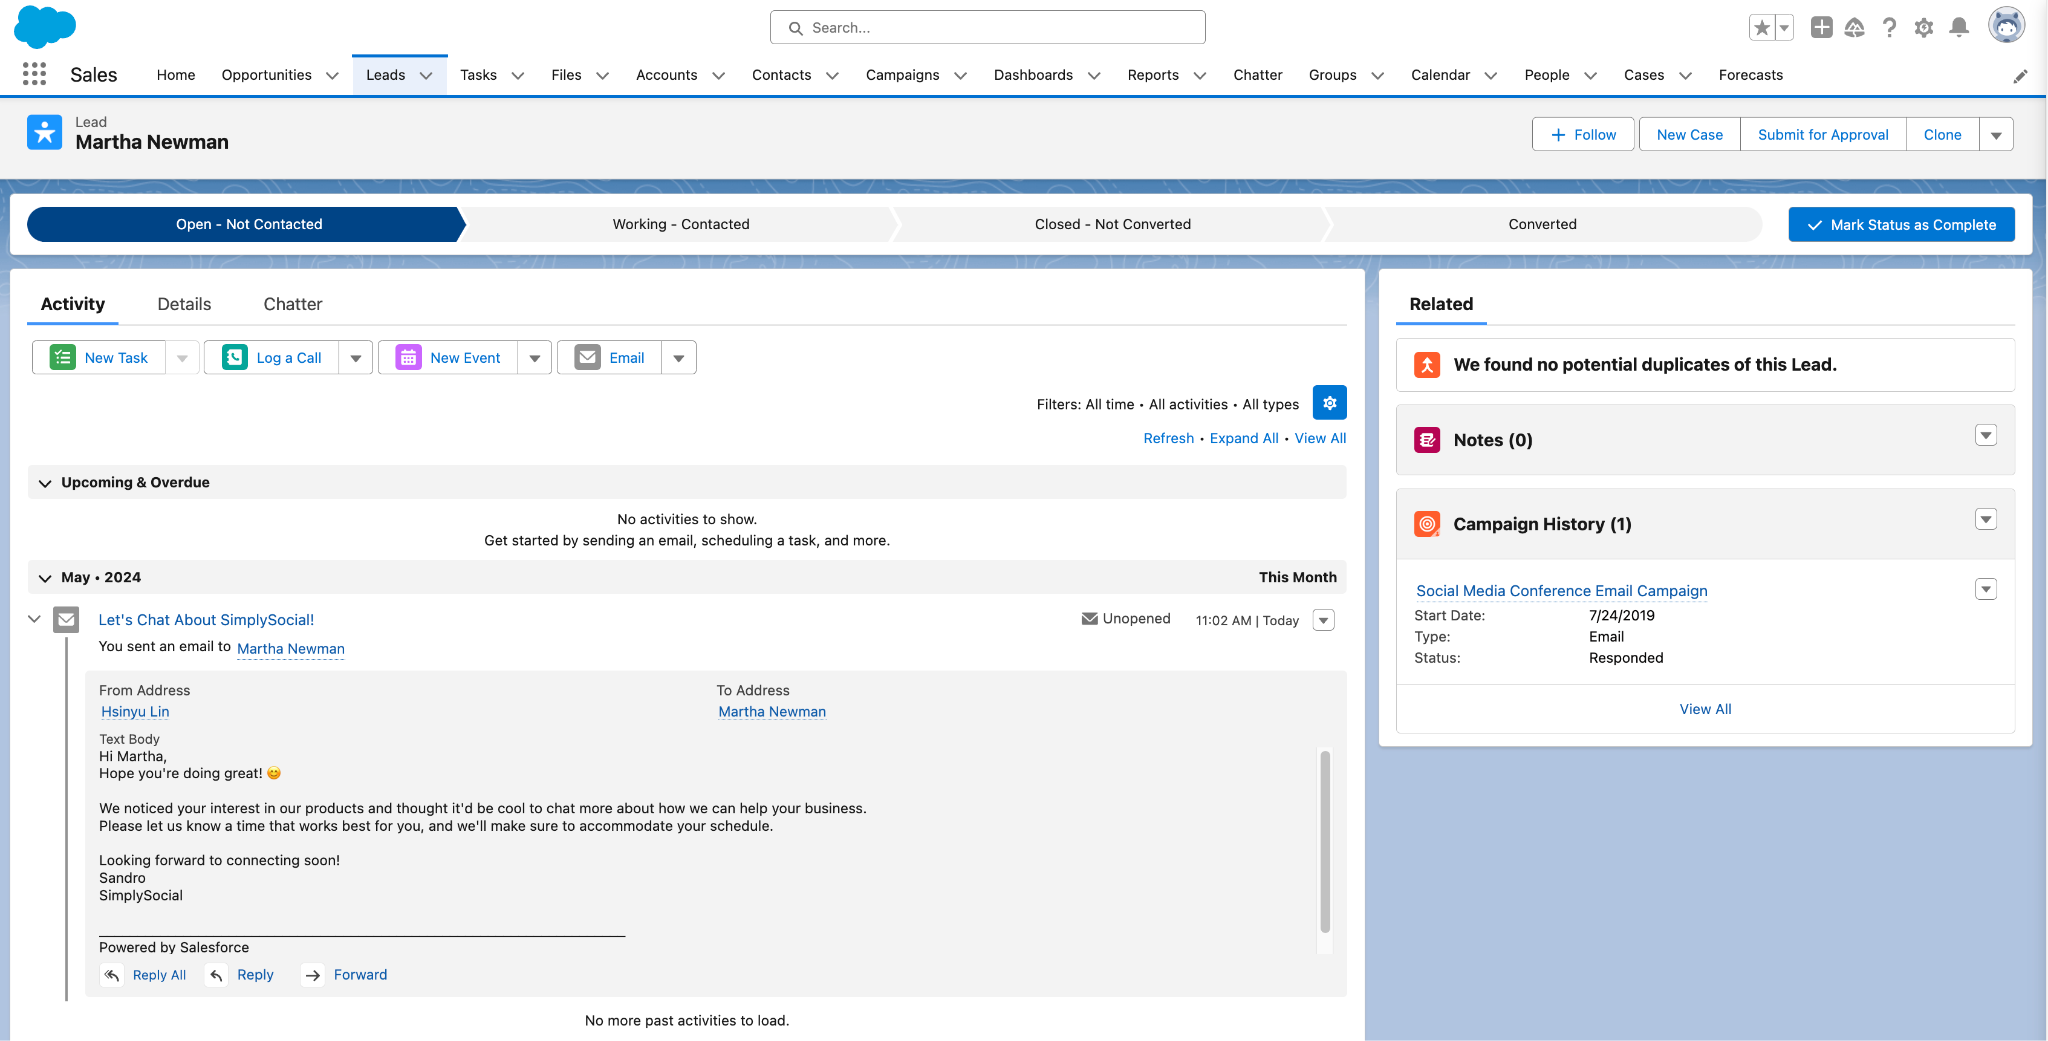 Search...
Sales
Home
Opportunities
Leads
Tasks
Files
Accounts
Contacts
Campaigns
Dashboards
Reports
Chatter
Groups
Calendar
People
Cases
Forecasts
Lead
Martha Newman
Follow
New Case
Submit for Approval
Clone
Open - Not Contacted
Working - Contacted
Closed - Not Converted
Converted
Mark Status as Complete
Activity
Details
Chatter
New Task
Log a Call
New Event
Email
Filters: All time • All activities • All types
Refresh • Expand All • View All
Upcoming & Overdue
No activities to show.
Get started by sending an email, scheduling a task, and more.
May • 2024
This Month
Let's Chat About SimplySocial!
Unopened
11:02 AM | Today
You sent an email to Martha Newman
From Address
Hsinyu Lin
To Address
Martha Newman
Text Body
Hi Martha,
Hope you're doing great! 😊
We noticed your interest in our products and thought it'd be cool to chat more about how we can help your business.
Please let us know a time that works best for you, and we'll make sure to accommodate your schedule.
Looking forward to connecting soon!
Sandro
SimplySocial
Powered by Salesforce
Reply All
Reply
Forward
No more past activities to load.
Related
We found no potential duplicates of this Lead.
Notes (0)
Campaign History (1)
Social Media Conference Email Campaign
Start Date: 7/24/2019
Type: Email
Status: Responded
View All